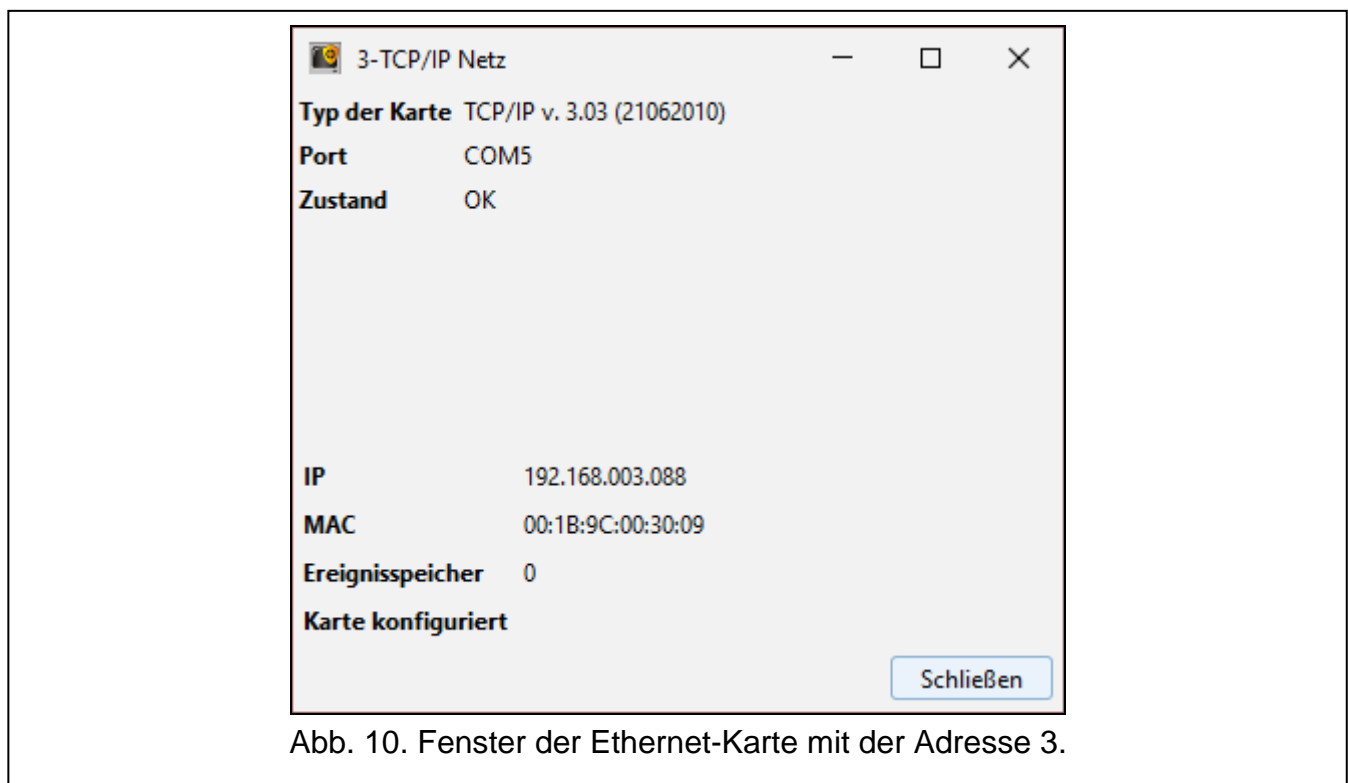 3-TCP/IP Netz
Typ der Karte TCP/IP v. 3.03 (21062010)
Port COM5
Zustand OK
IP 192.168.003.088
MAC 00:1B:9C:00:30:09
Ereignisspeicher 0
Karte konfiguriert
Schließen
Abb. 10. Fenster der Ethernet-Karte mit der Adresse 3.